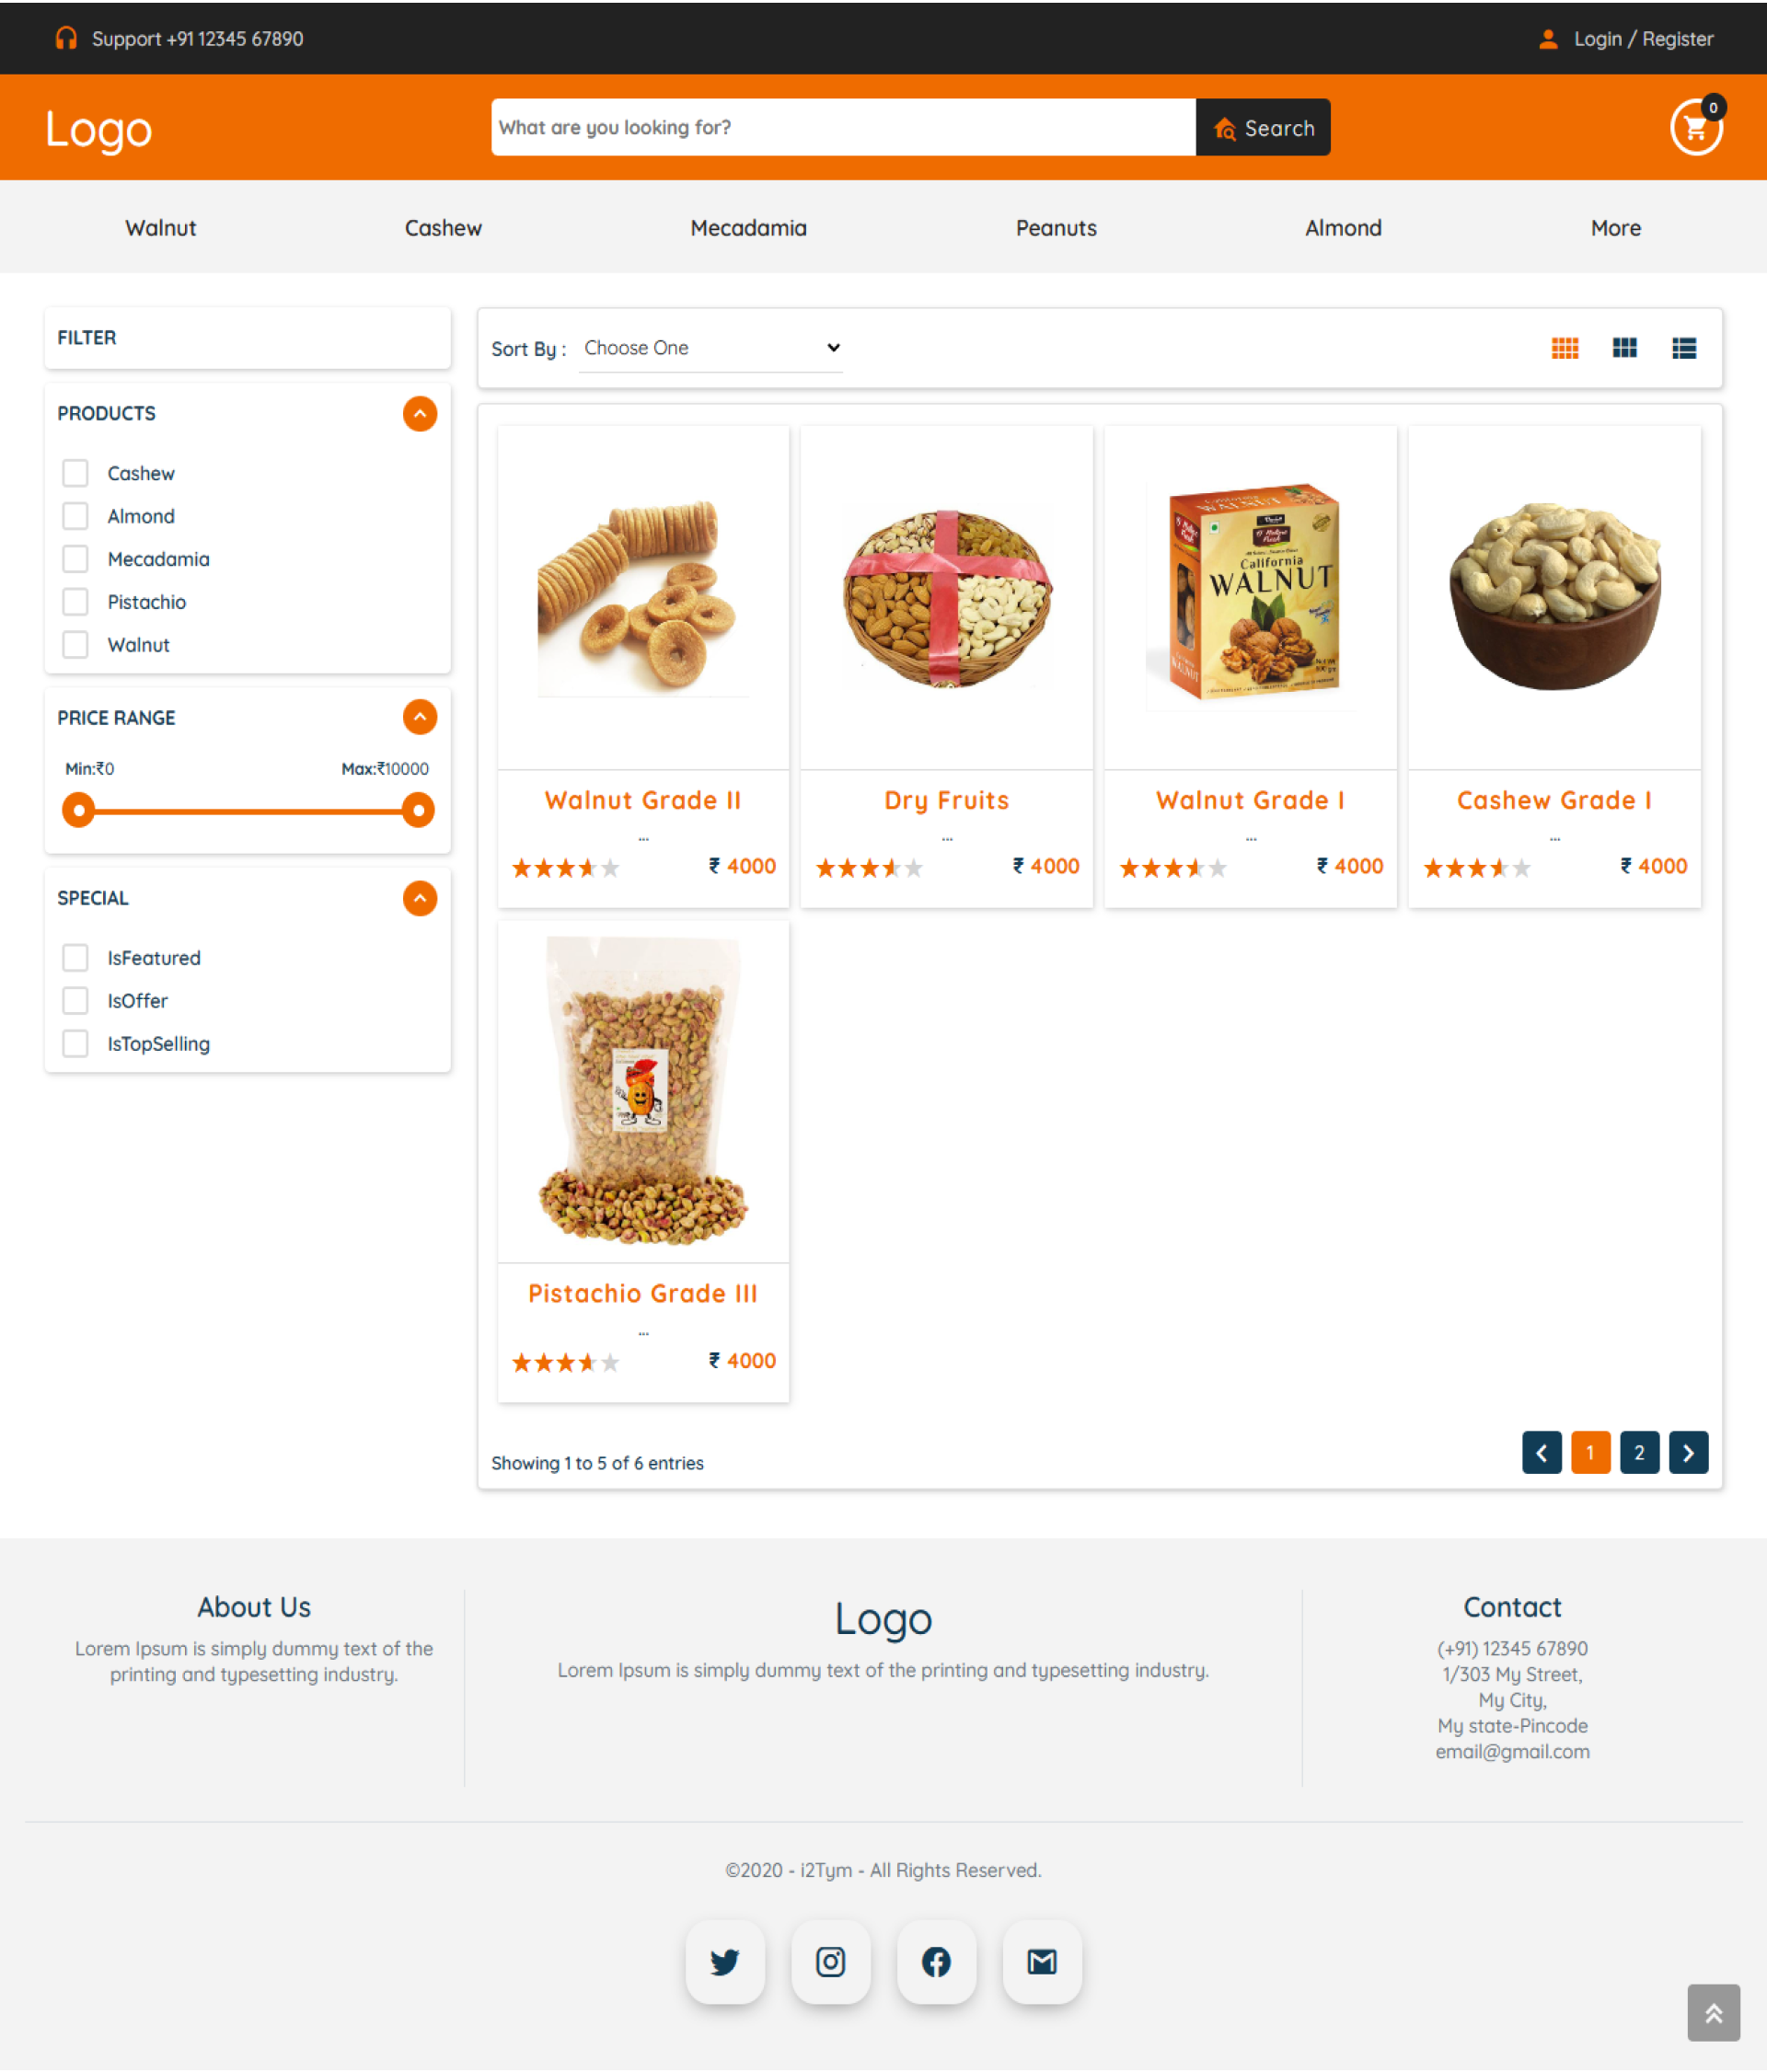 Support +91 12345 67890
Login / Register
Logo
What are you looking for?
Search
0
Walnut
Cashew
Mecadamia
Peanuts
Almond
More
FILTER
PRODUCTS
Cashew
Almond
Mecadamia
Pistachio
Walnut
PRICE RANGE
Min:₹0
Max:₹10000
SPECIAL
IsFeatured
IsOffer
IsTopSelling
Sort By :
Choose One
California
WALNUT
Walnut Grade II
...
₹ 4000
Dry Fruits
...
₹ 4000
Walnut Grade I
...
₹ 4000
Cashew Grade I
...
₹ 4000
Pistachio Grade III
...
₹ 4000
Showing 1 to 5 of 6 entries
1
2
About Us
Lorem Ipsum is simply dummy text of the
printing and typesetting industry.
Logo
Lorem Ipsum is simply dummy text of the printing and typesetting industry.
Contact
(+91) 12345 67890
1/303 My Street,
My City,
My state-Pincode
email@gmail.com
©2020 - i2Tym - All Rights Reserved.